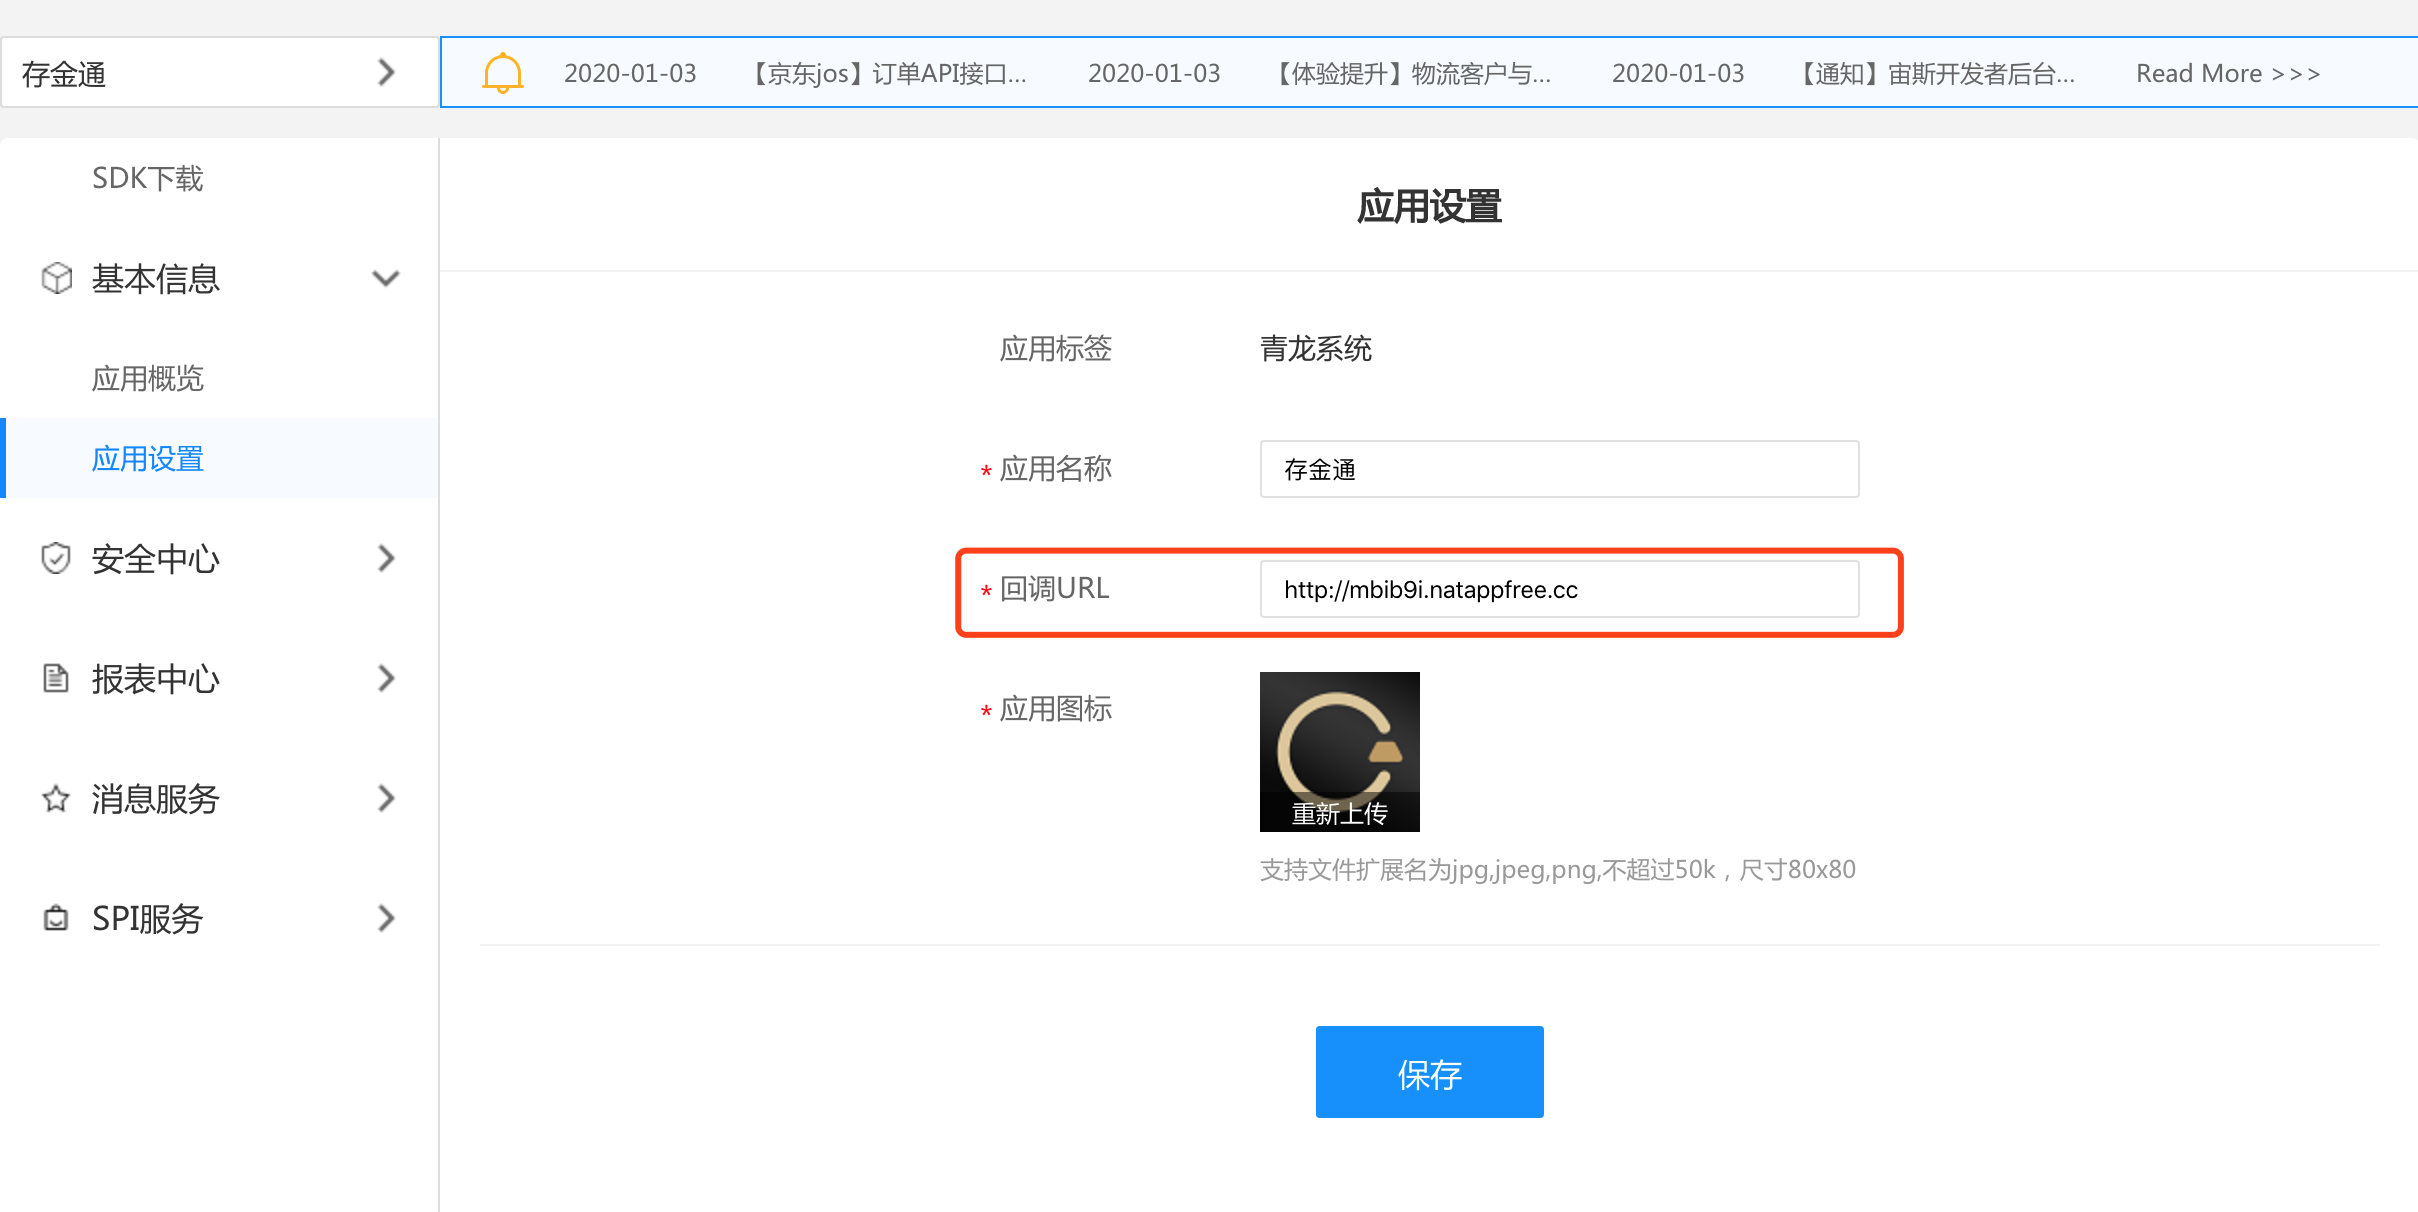 存金通
2020-01-03 【京东jos】订单API接口... 2020-01-03 【体验提升】物流客户与... 2020-01-03 【通知】宙斯开发者后台... Read More >>>
SDK下载
基本信息
应用概览
应用设置
安全中心
报表中心
消息服务
SPI服务
应用设置
应用标签 青龙系统
* 应用名称 存金通
* 回调URL http://mbib9i.natappfree.cc
* 应用图标
重新上传
支持文件扩展名为jpg,jpeg,png,不超过50k，尺寸80x80
保存